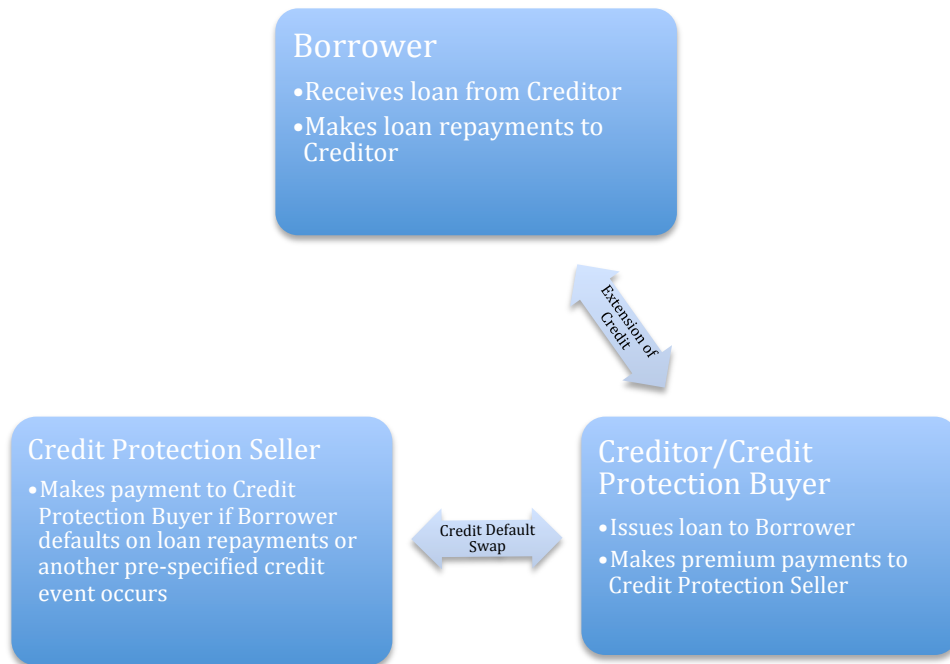 Borrower
•Receives loan from Creditor
•Makes loan repayments to
Creditor
Extension of
Credit
Credit Protection Seller
•Makes payment to Credit
Protection Buyer if Borrower
defaults on loan repayments or
another pre-specified credit
event occurs
Credit Default
Swap
Creditor/Credit
Protection Buyer
•Issues loan to Borrower
•Makes premium payments to
Credit Protection Seller